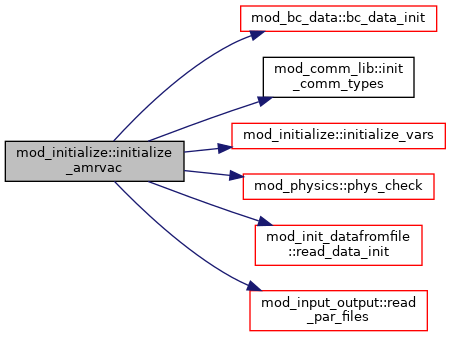 mod_bc_data::bc_data_init
mod_comm_lib::init
_comm_types
mod_initialize::initialize_vars
mod_initialize::initialize
_amrvac
mod_physics::phys_check
mod_init_datafromfile
::read_data_init
mod_input_output::read
_par_files